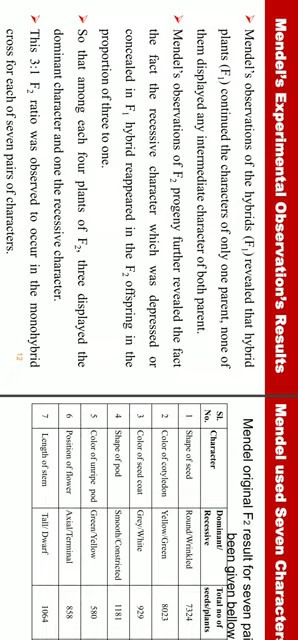 Mendel's Experimental Observation's Results
➤ Mendel's observations of the hybrids (F1) revealed that hybrid
plants (F1) continued the characters of only one parent, none of
them displayed any intermediate character of both parent.
➤ Mendel's observations of F2 progeny further revealed the fact
the fact the recessive character which was depressed or
concealed in F1 hybrid reappeared in the F2 offspring in the
proportion of three to one.
➤ So that among each four plants of F2, three displayed the
dominant character and one the recessive character.
➤ This 3:1 F2 ratio was observed to occur in the monohybrid
cross for each of seven pairs of characters.
12
Mendel used Seven Character
Mendel original F2 result for seven pai
been given bellow
Sl. No. Character Dominant/ Recessive Total no of seeds/plants
1 Shape of seed Round/Wrinkled 7324
2 Color of cotyledon Yellow/Green 8023
3 Color of seed coat Grey/White 929
4 Shape of pod Smooth/Constricted 1181
5 Color of unripe pod Green/Yellow 580
6 Position of flower Axial/Terminal 858
7 Length of stem Tall/ Dwarf 1064